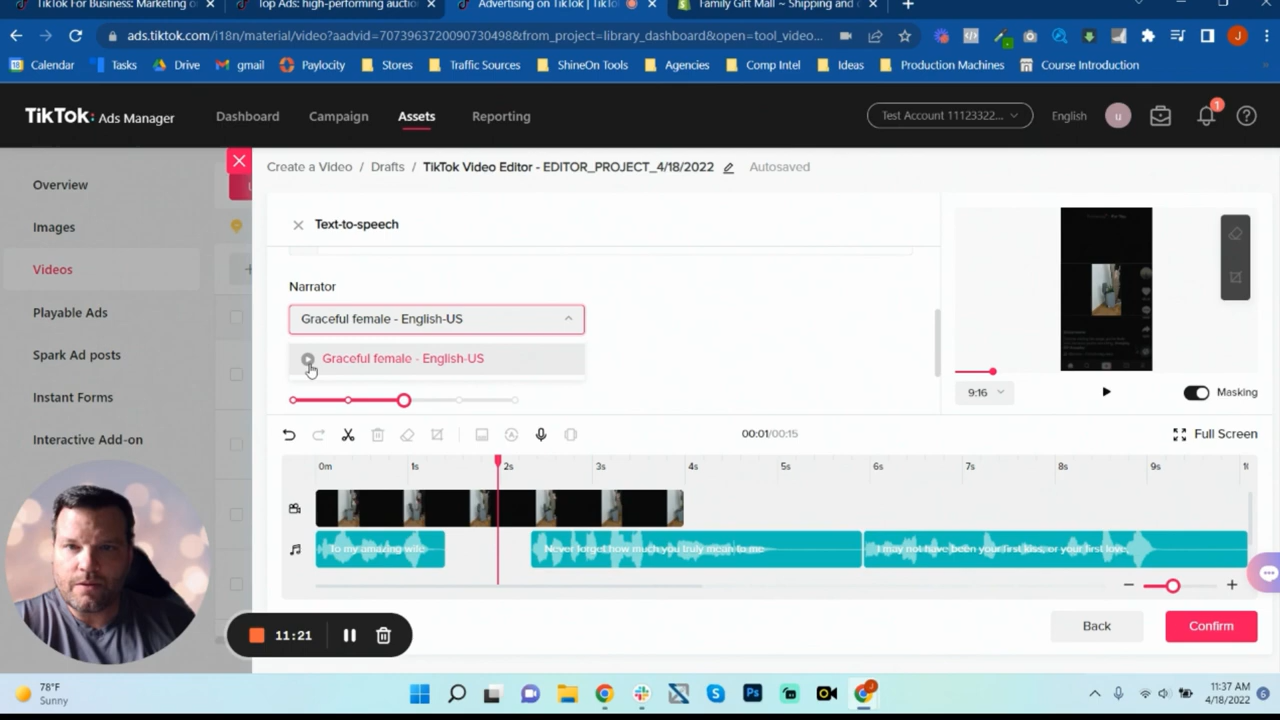 TikTok For Business: Marketing o
Top Ads: high-performing auctio
Advertising on TikTok | TikT
Family Gift Mall ~ Shipping and
ads.tiktok.com/i18n/material/video?aadvid=7073963720090730498&from_project=library_dashboard&open=tool_video...
Calendar
Tasks
Drive
gmail
Paylocity
Stores
Traffic Sources
ShineOn Tools
Agencies
Comp Intel
Ideas
Production Machines
Course Introduction
TikTok: Ads Manager
Dashboard
Campaign
Assets
Reporting
Test Account 11123322...
English
u
1
Create a Video / Drafts / TikTok Video Editor - EDITOR_PROJECT_4/18/2022
Autosaved
Overview
Images
Videos
Playable Ads
Spark Ad posts
Instant Forms
Interactive Add-on
Text-to-speech
Narrator
Graceful female - English-US
Graceful female - English-US
9:16
Masking
00:01/00:15
Full Screen
0m 1s 2s 3s 4s 5s 6s 7s 8s 9s
To my amazing wife
Never forget how much you truly mean to me
I may not have been your first kiss, or your first love,
11:21
Back
Confirm
78°F
Sunny
11:37 AM
4/18/2022